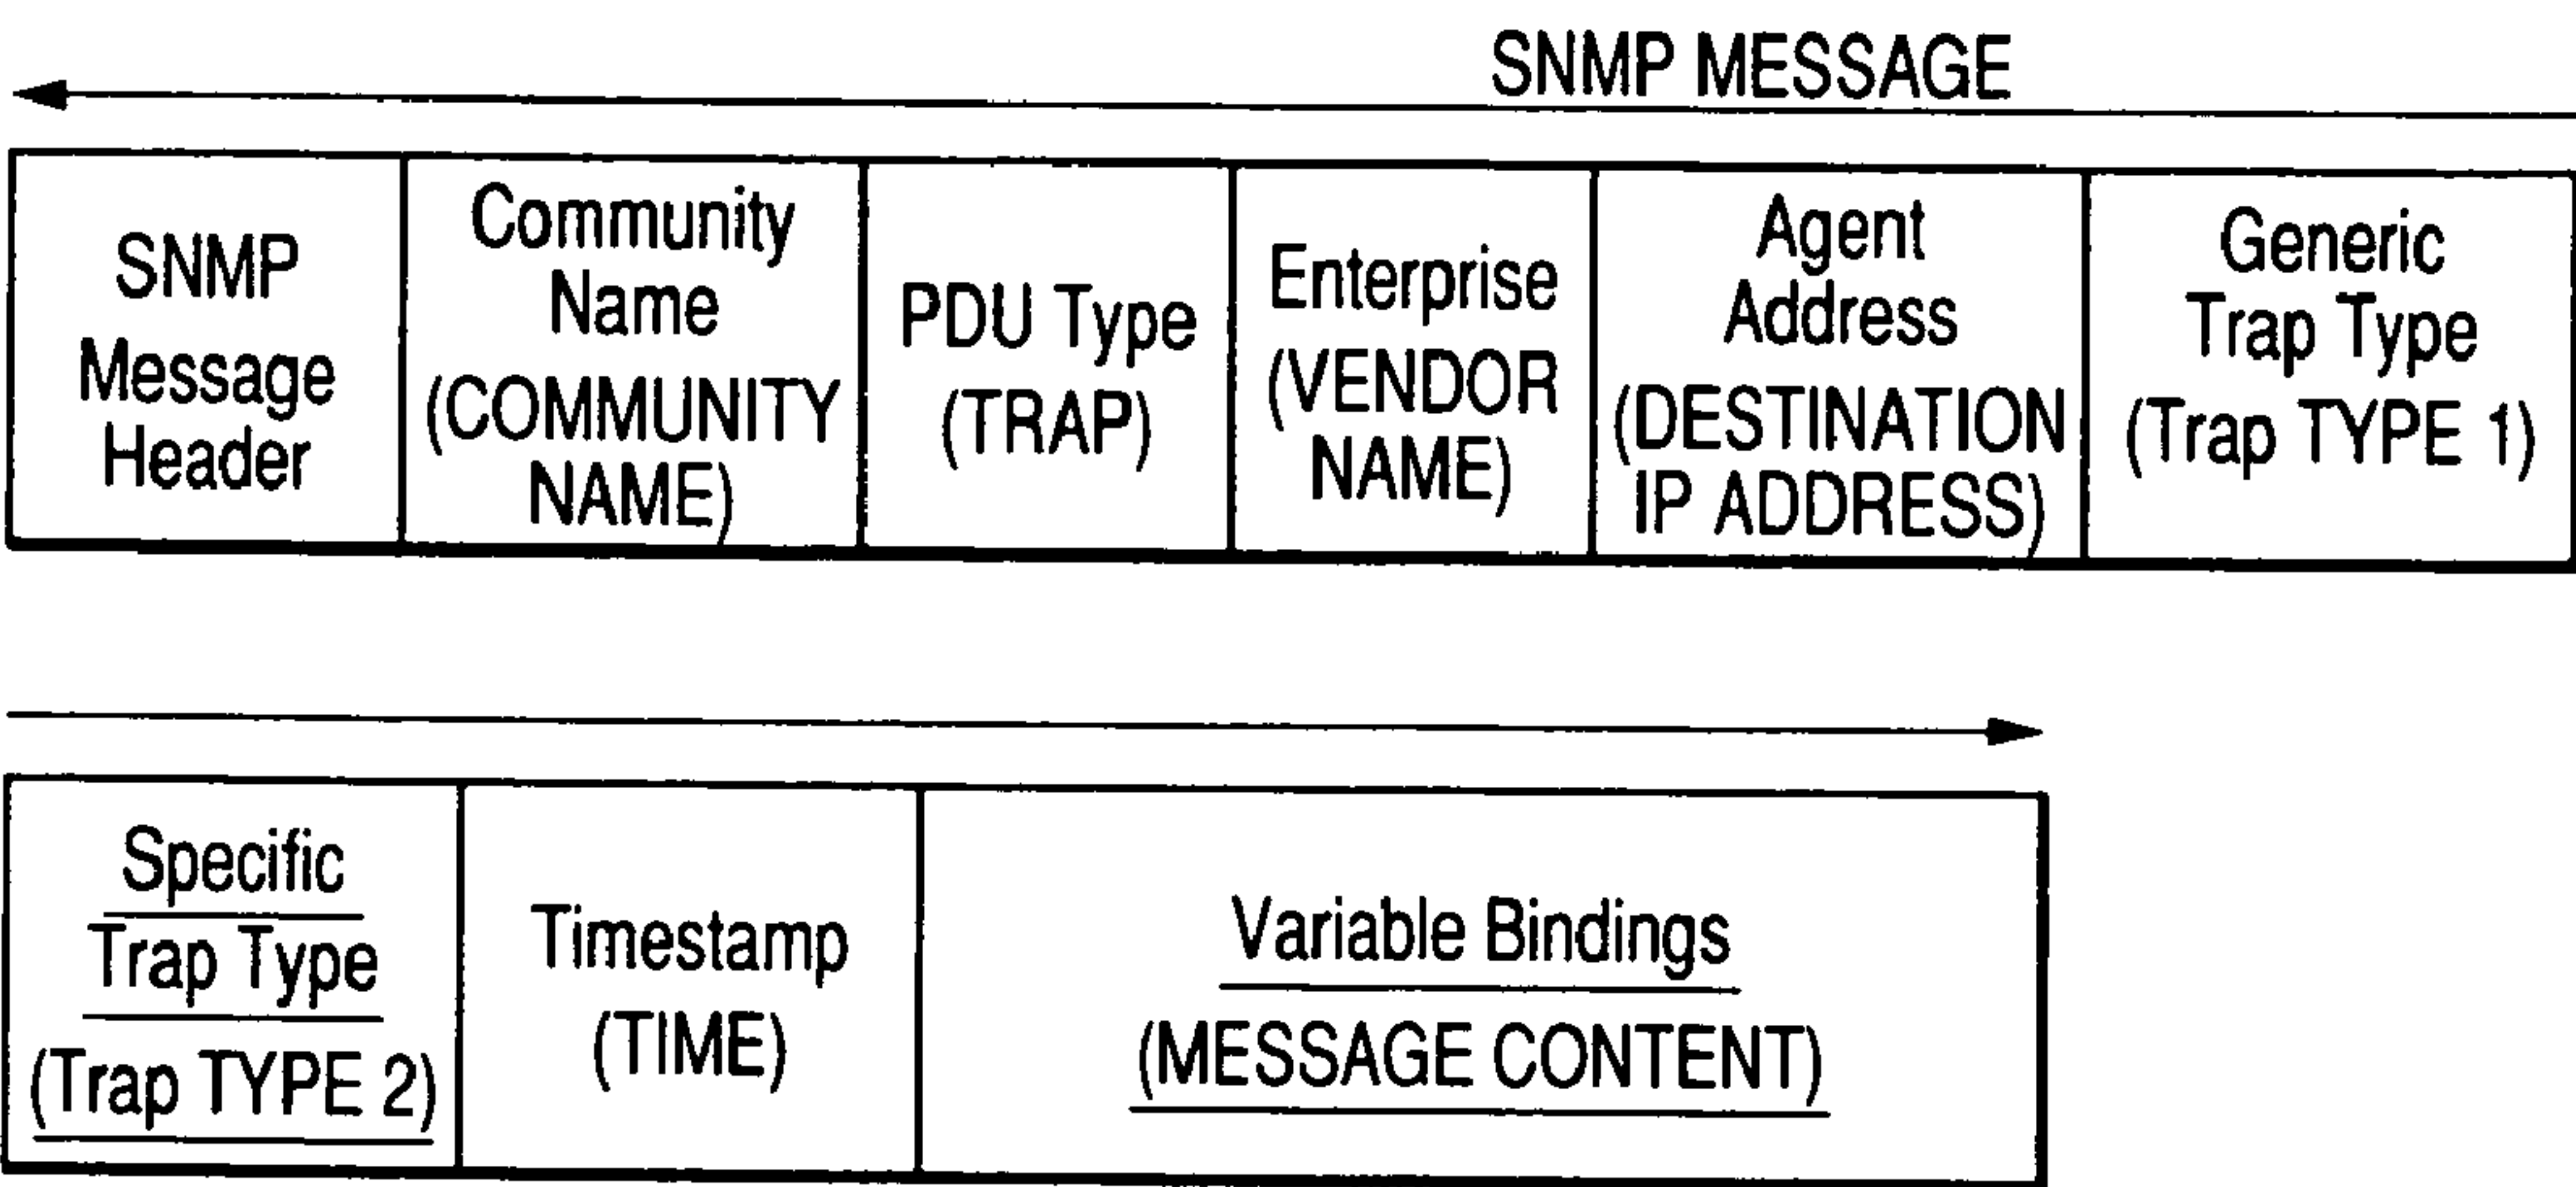 SNMP MESSAGE
SNMP
Message
Header
Community
Name
(COMMUNITY
NAME)
PDU Type
(TRAP)
Enterprise
(VENDOR
NAME)
Agent
Address
(DESTINATION
IP ADDRESS)
Generic
Trap Type
(Trap TYPE 1)
Specific
Trap Type
(Trap TYPE 2)
Timestamp
(TIME)
Variable Bindings
(MESSAGE CONTENT)